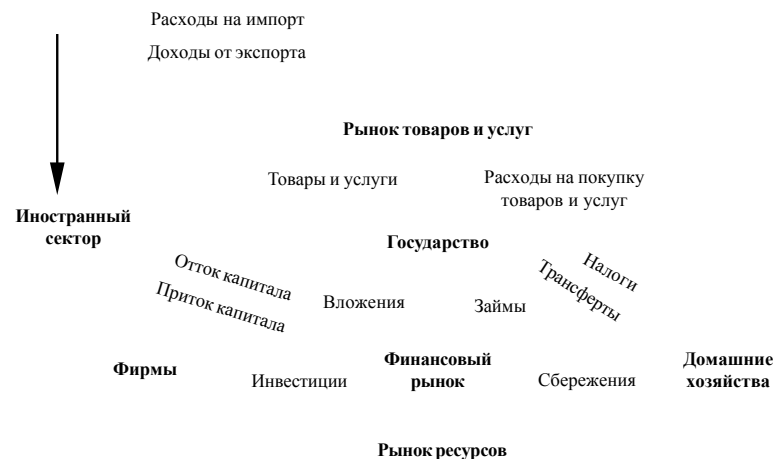 Расходы на импорт
Доходы от экспорта
Рынок товаров и услуг
Товары и услуги
Расходы на покупку
товаров и услуг
Иностранный
сектор
Государство
Отток капитала
Приток капитала
Вложения
Займы
Налоги
Трансферты
Фирмы
Инвестиции
Финансовый
рынок
Сбережения
Домашние
хозяйства
Рынок ресурсов